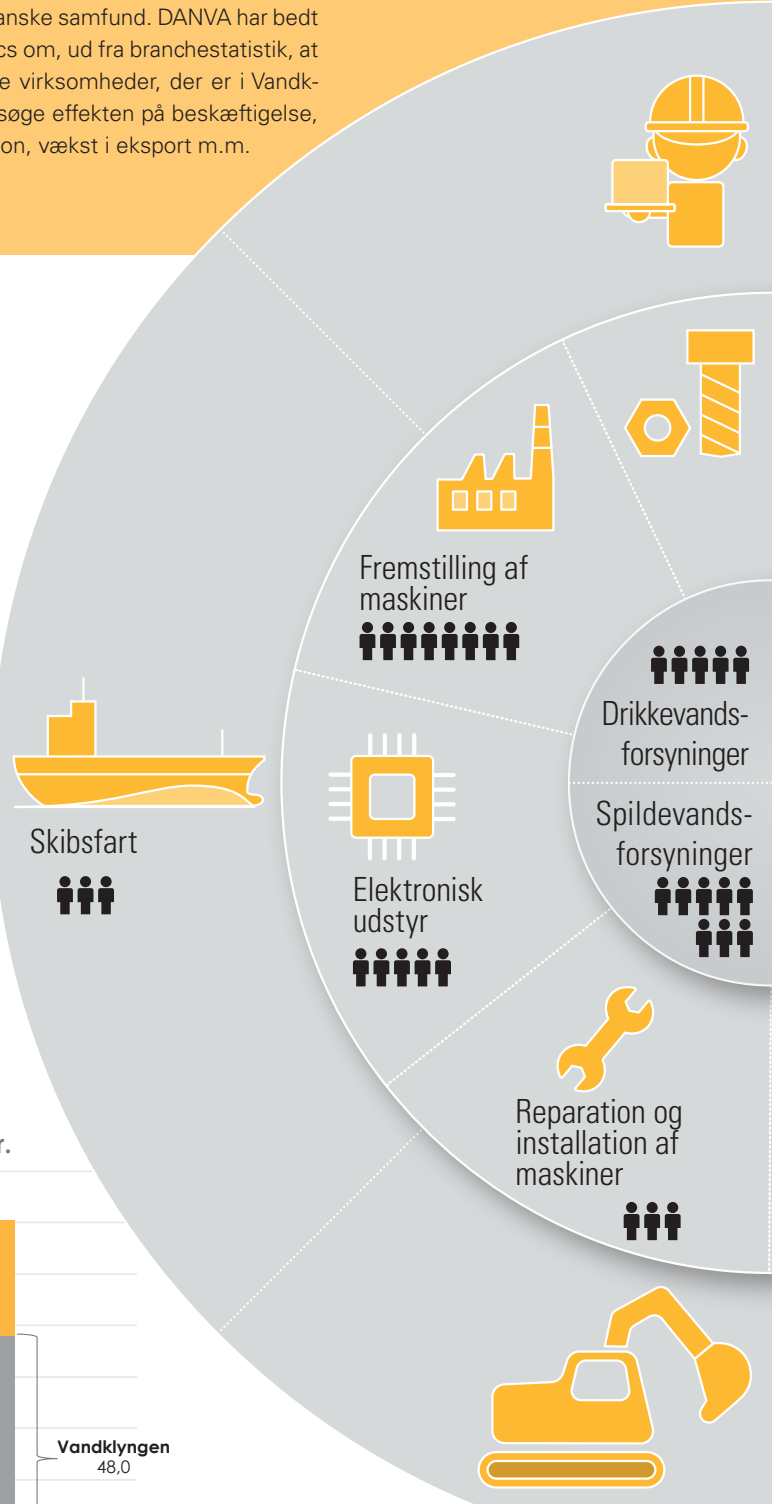 anske samfund. DANVA har bedt
cs om, ud fra branchestatistik, at
e virksomheder, der er i Vandk-
søge effekten på beskæftigelse,
on, vækst i eksport m.m.
Fremstilling af
maskiner
Drikkevands-
forsyninger
Spildevands-
forsyninger
Skibsfart
Elektronisk
udstyr
Reparation og
installation af
maskiner
r.
Vandklyngen
48,0